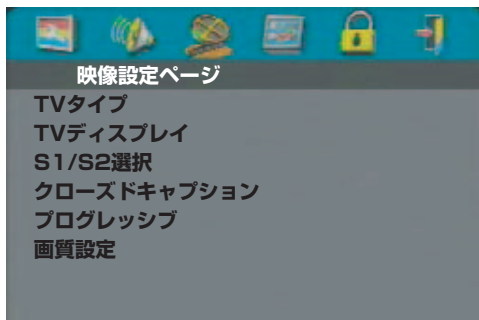 映像設定ページ
TVタイプ
TVディスプレイ
S1/S2選択
クローズドキャプション
プログレッシブ
画質設定